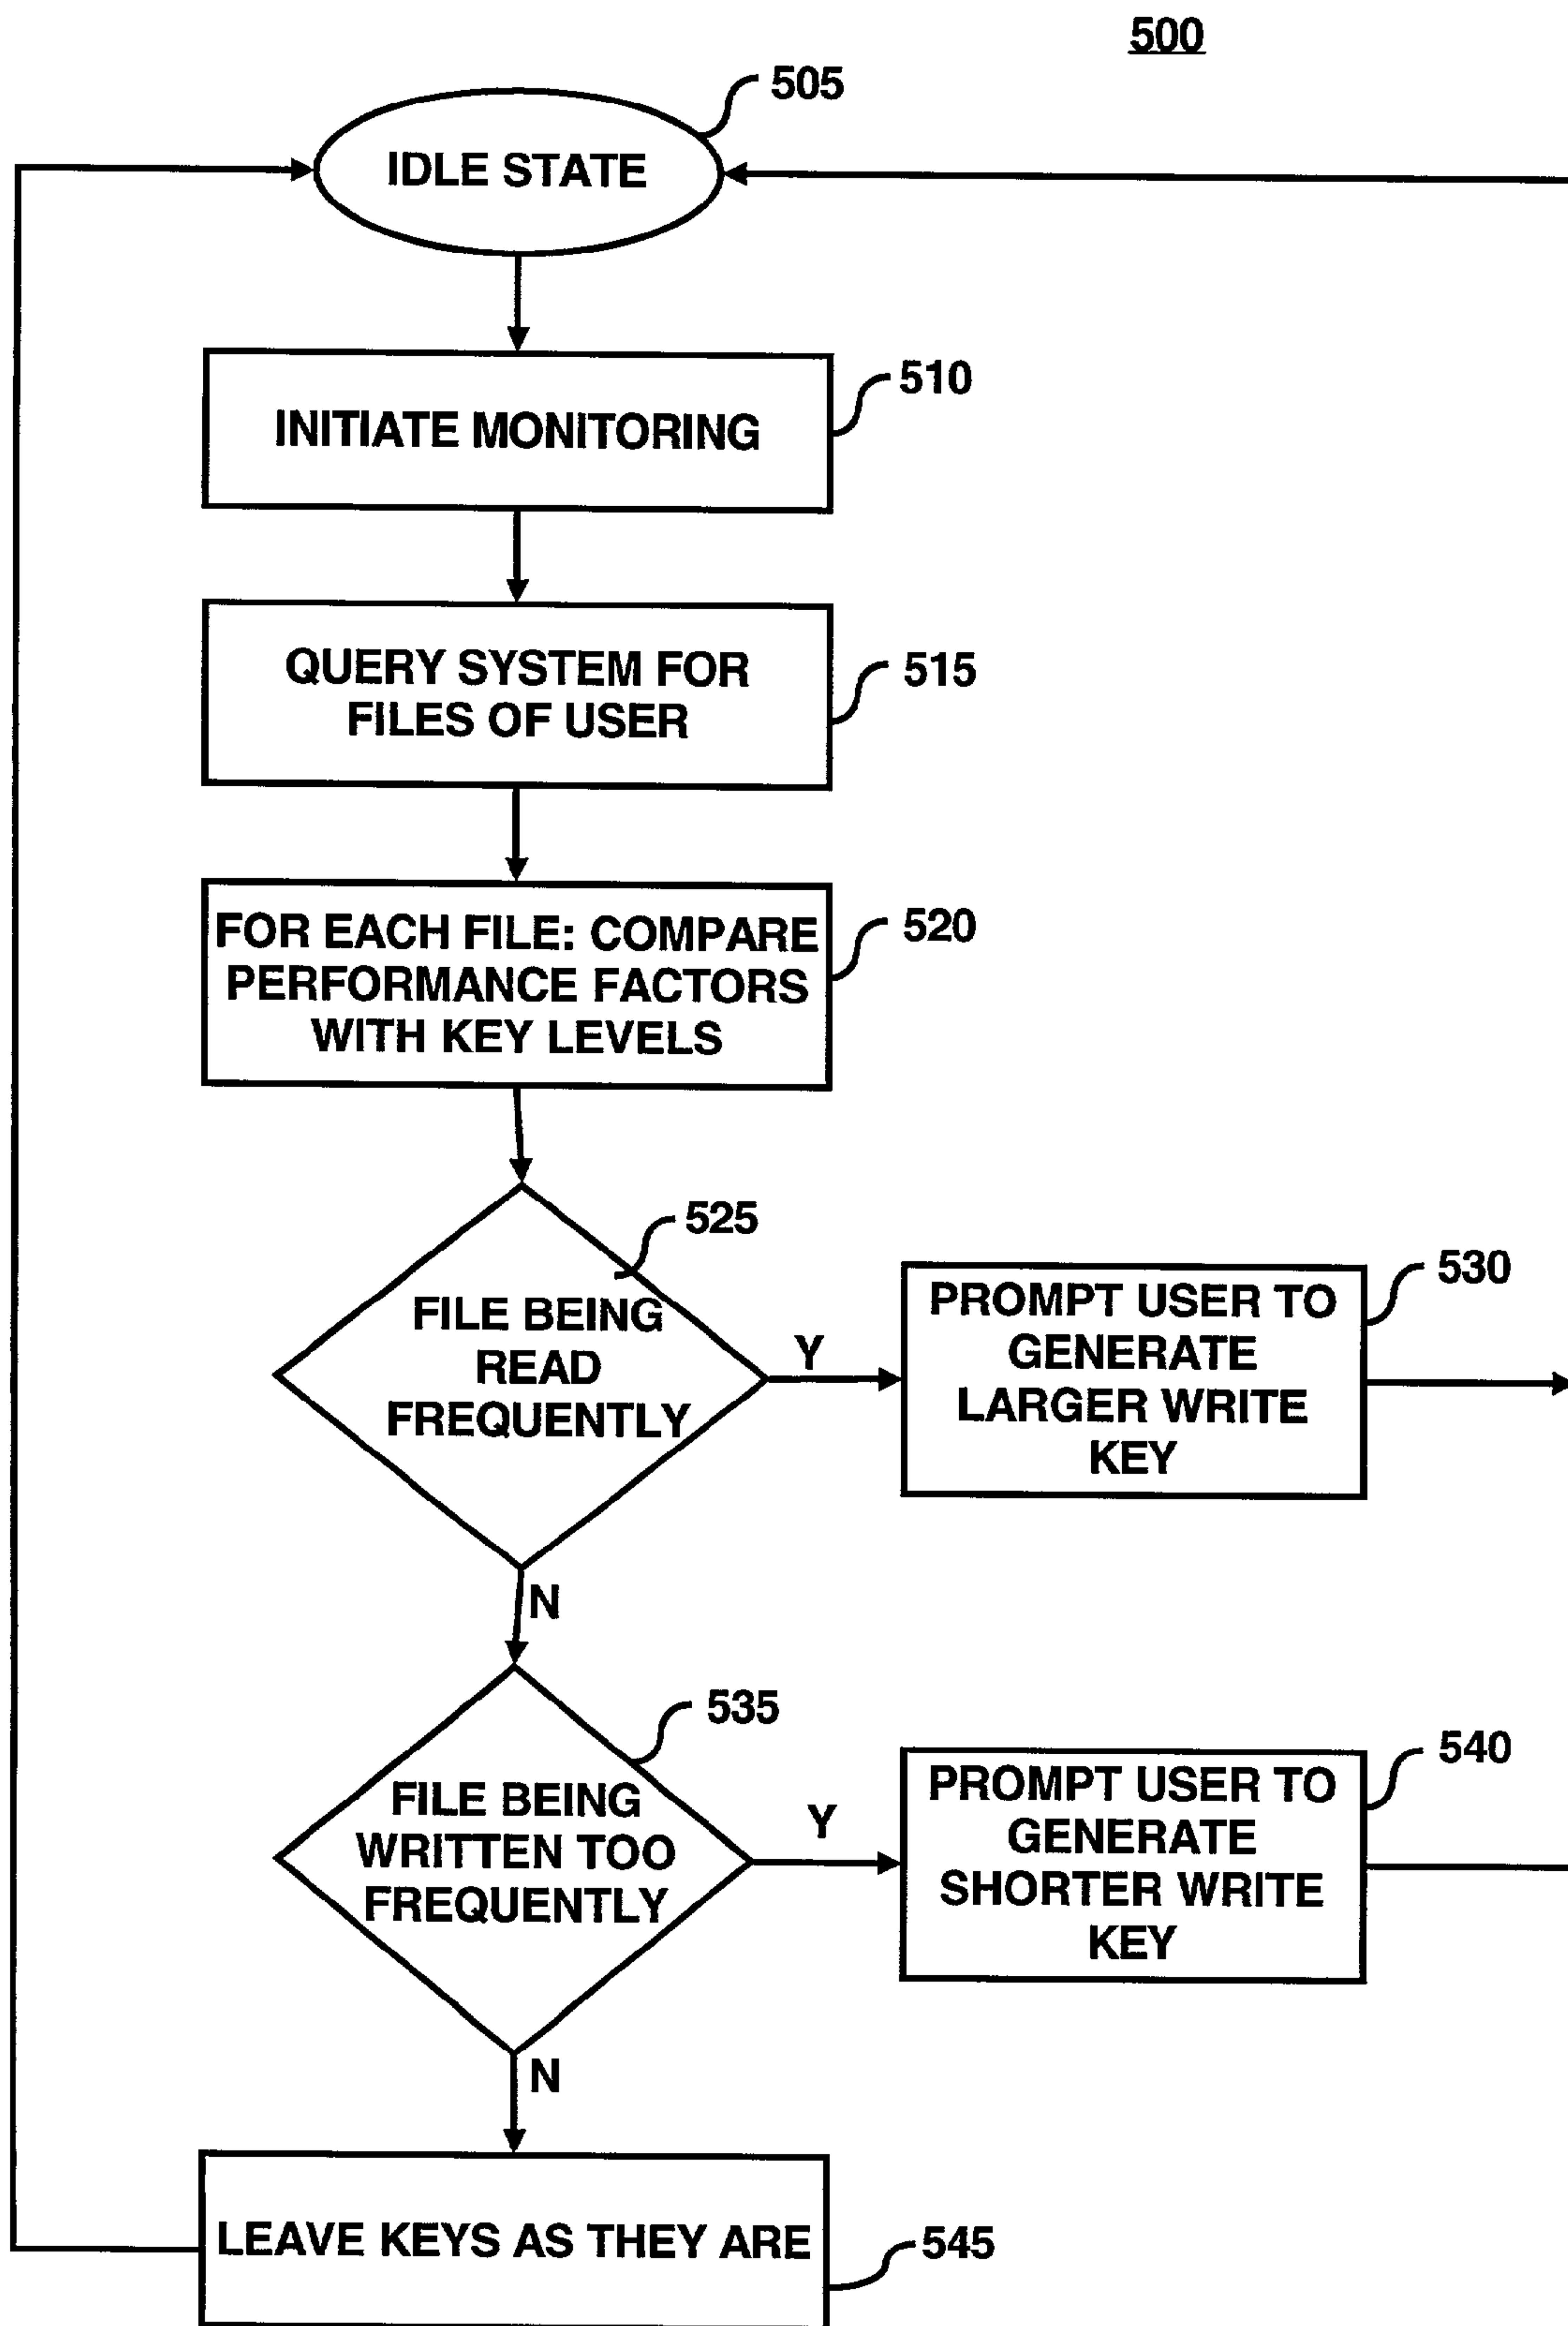 500
505
IDLE STATE
510
INITIATE MONITORING
515
QUERY SYSTEM FOR
FILES OF USER
520
FOR EACH FILE: COMPARE
PERFORMANCE FACTORS
WITH KEY LEVELS
525
FILE BEING
READ
FREQUENTLY
Y
530
PROMPT USER TO
GENERATE
LARGER WRITE
KEY
N
535
FILE BEING
WRITTEN TOO
FREQUENTLY
Y
540
PROMPT USER TO
GENERATE
SHORTER WRITE
KEY
N
LEAVE KEYS AS THEY ARE
545